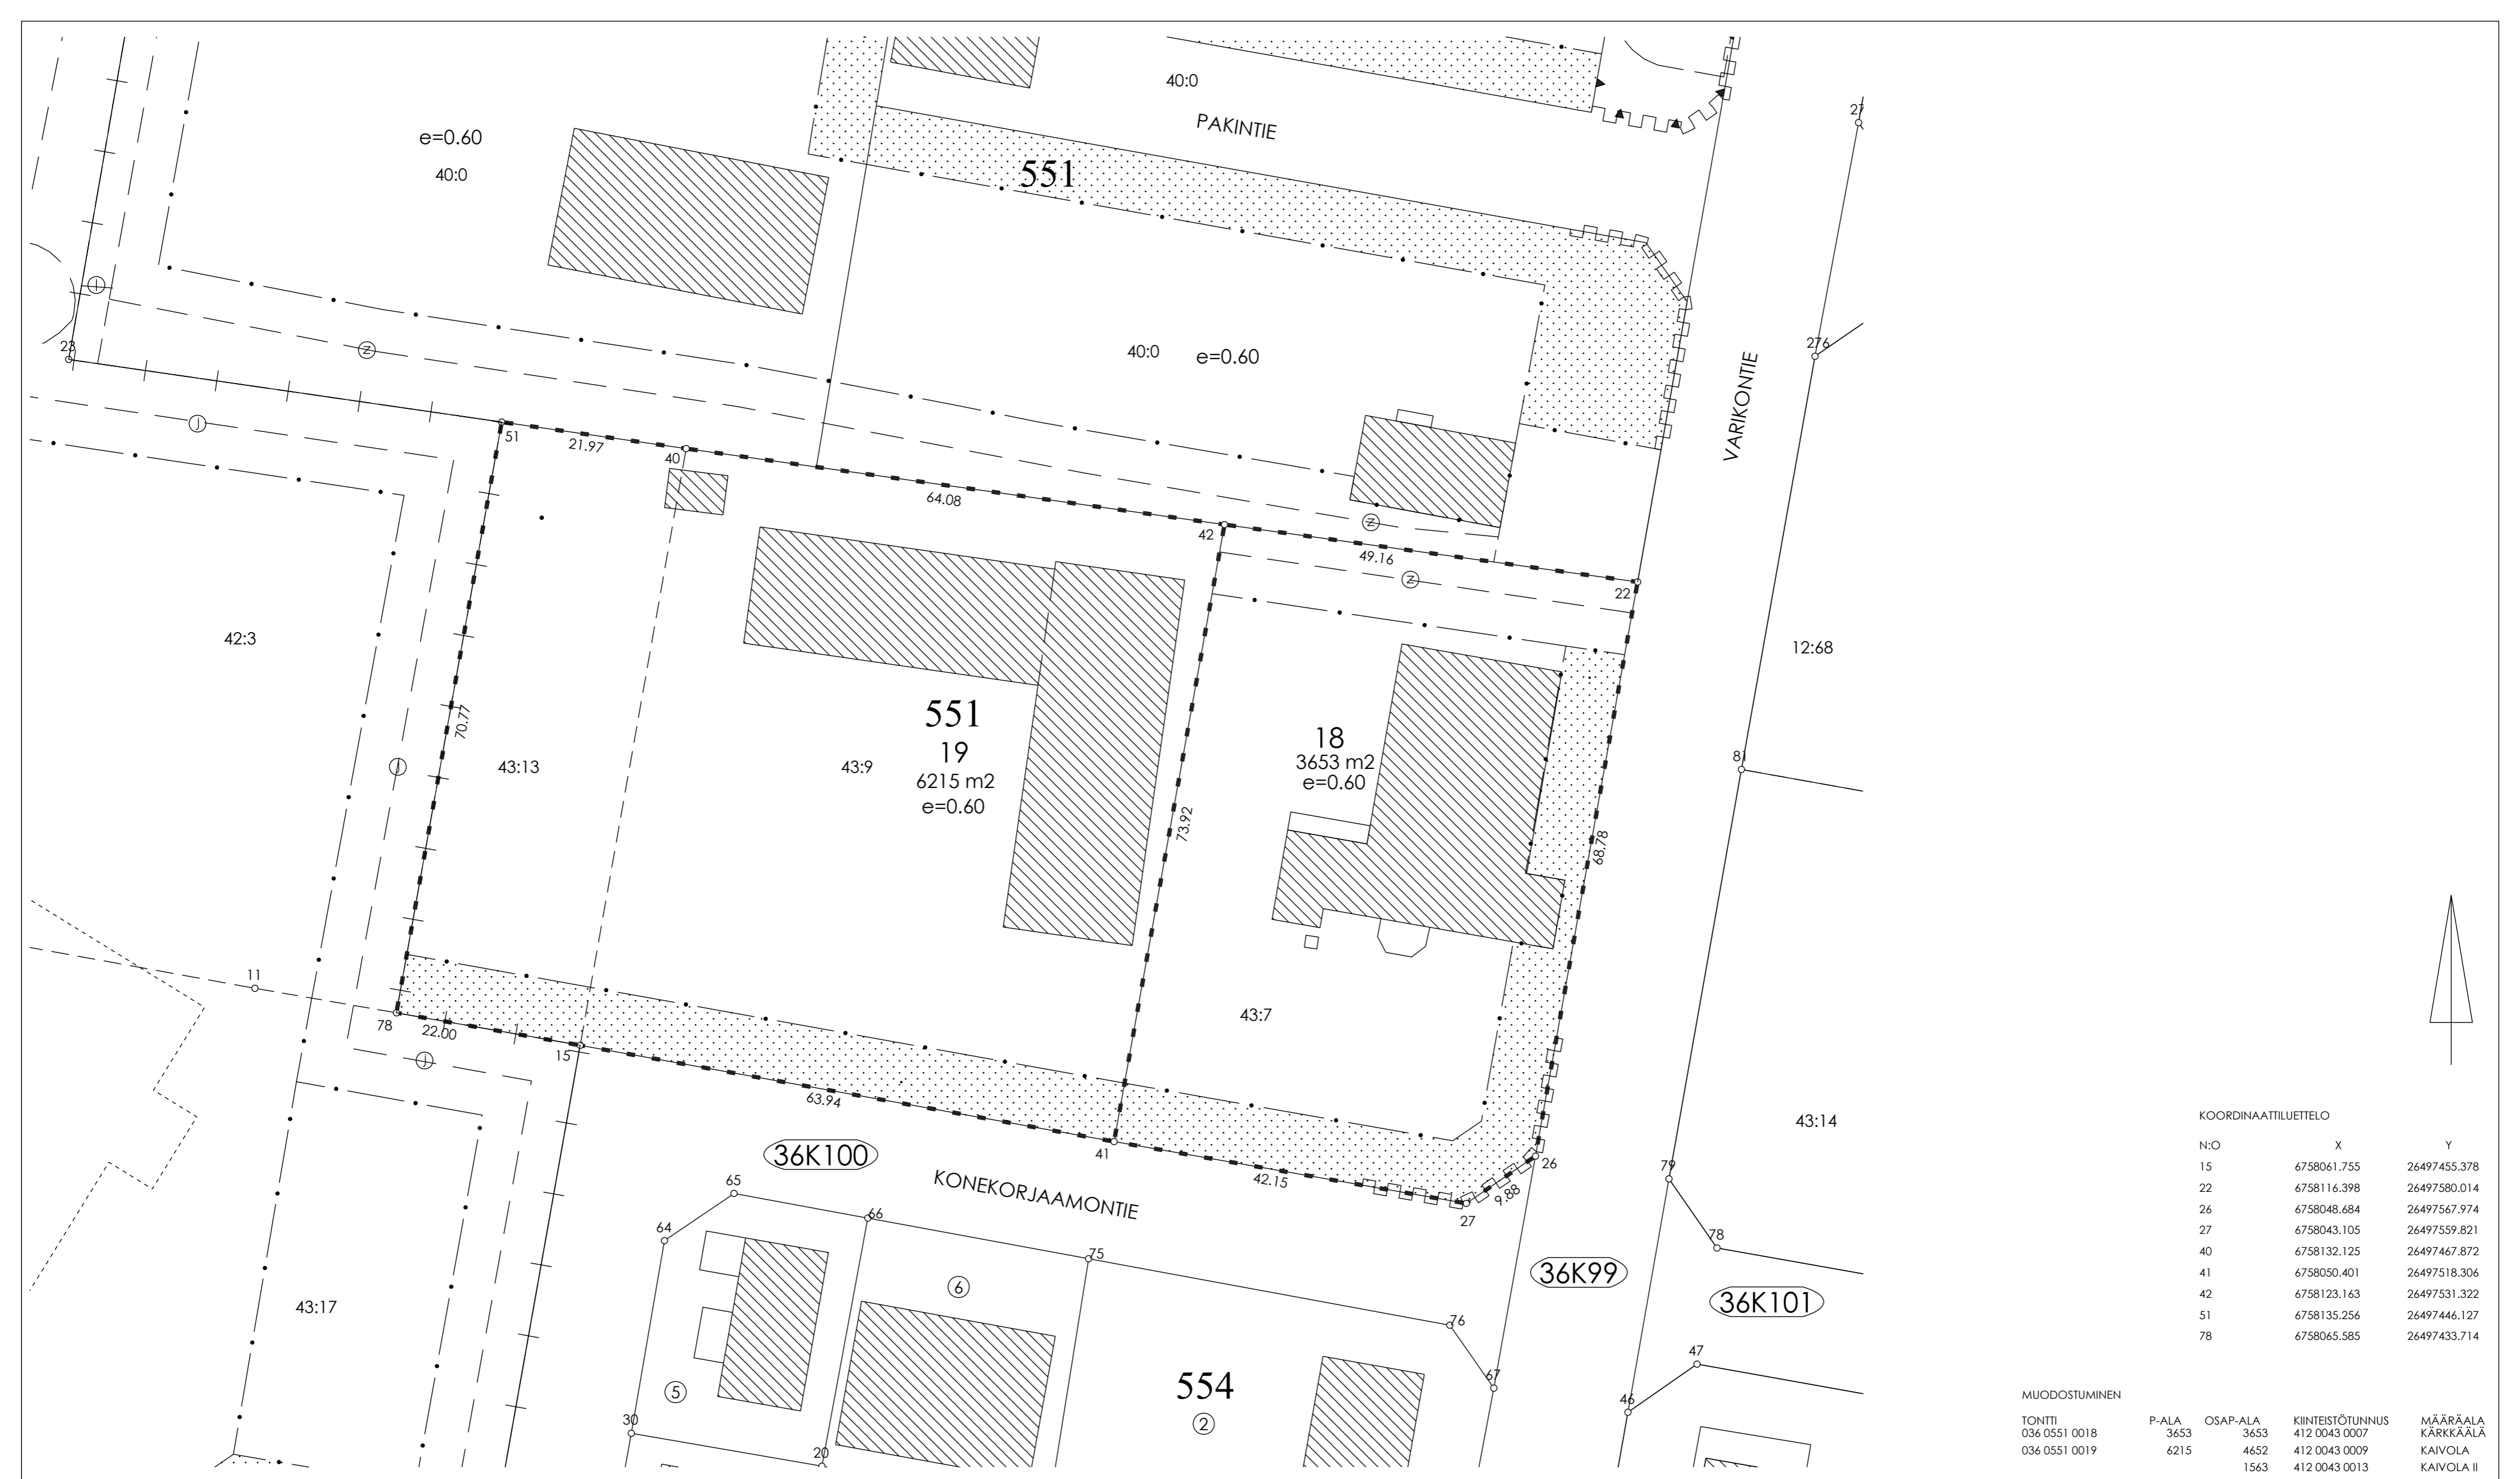 40:0
27
e=0.60
PAKINTIE
40:0
551
I
276
23
z
40:0 e=0.60
VARIKONTIE
j
51
21.97
40
64.08
42
z
49.16
z
22
42:3
12:68
70.77
551
18
19
3653 m2
6215 m2
e=0.60
e=0.60
81
j
43:13
43:9
73.92
68.78
11
43:7
78
22.00
15
j
63.94
43:14
KOORDINAATTILUETTELO
N:O X Y
15 6758061.755 26497455.378
22 6758116.398 26497580.014
26 6758048.684 26497567.974
27 6758043.105 26497559.821
40 6758132.125 26497467.872
41 6758050.401 26497518.306
42 6758123.163 26497531.322
51 6758135.256 26497446.127
78 6758065.585 26497433.714
36K100
41
26
79
42.15
9.88
KONEKORJAAMONTIE
65
66
27
64
78
75
36K99
6
36K101
43:17
76
47
67
554
5
46
2
30
20
MUODOSTUMINEN
TONTTI P-ALA OSAP-ALA KIINTEISTÖTUNNUS MÄÄRÄALA
036 0551 0018 3653 3653 412 0043 0007 KÄRKKÄÄLÄ
036 0551 0019 6215 4652 412 0043 0009 KAIVOLA
1563 412 0043 0013 KAIVOLA II